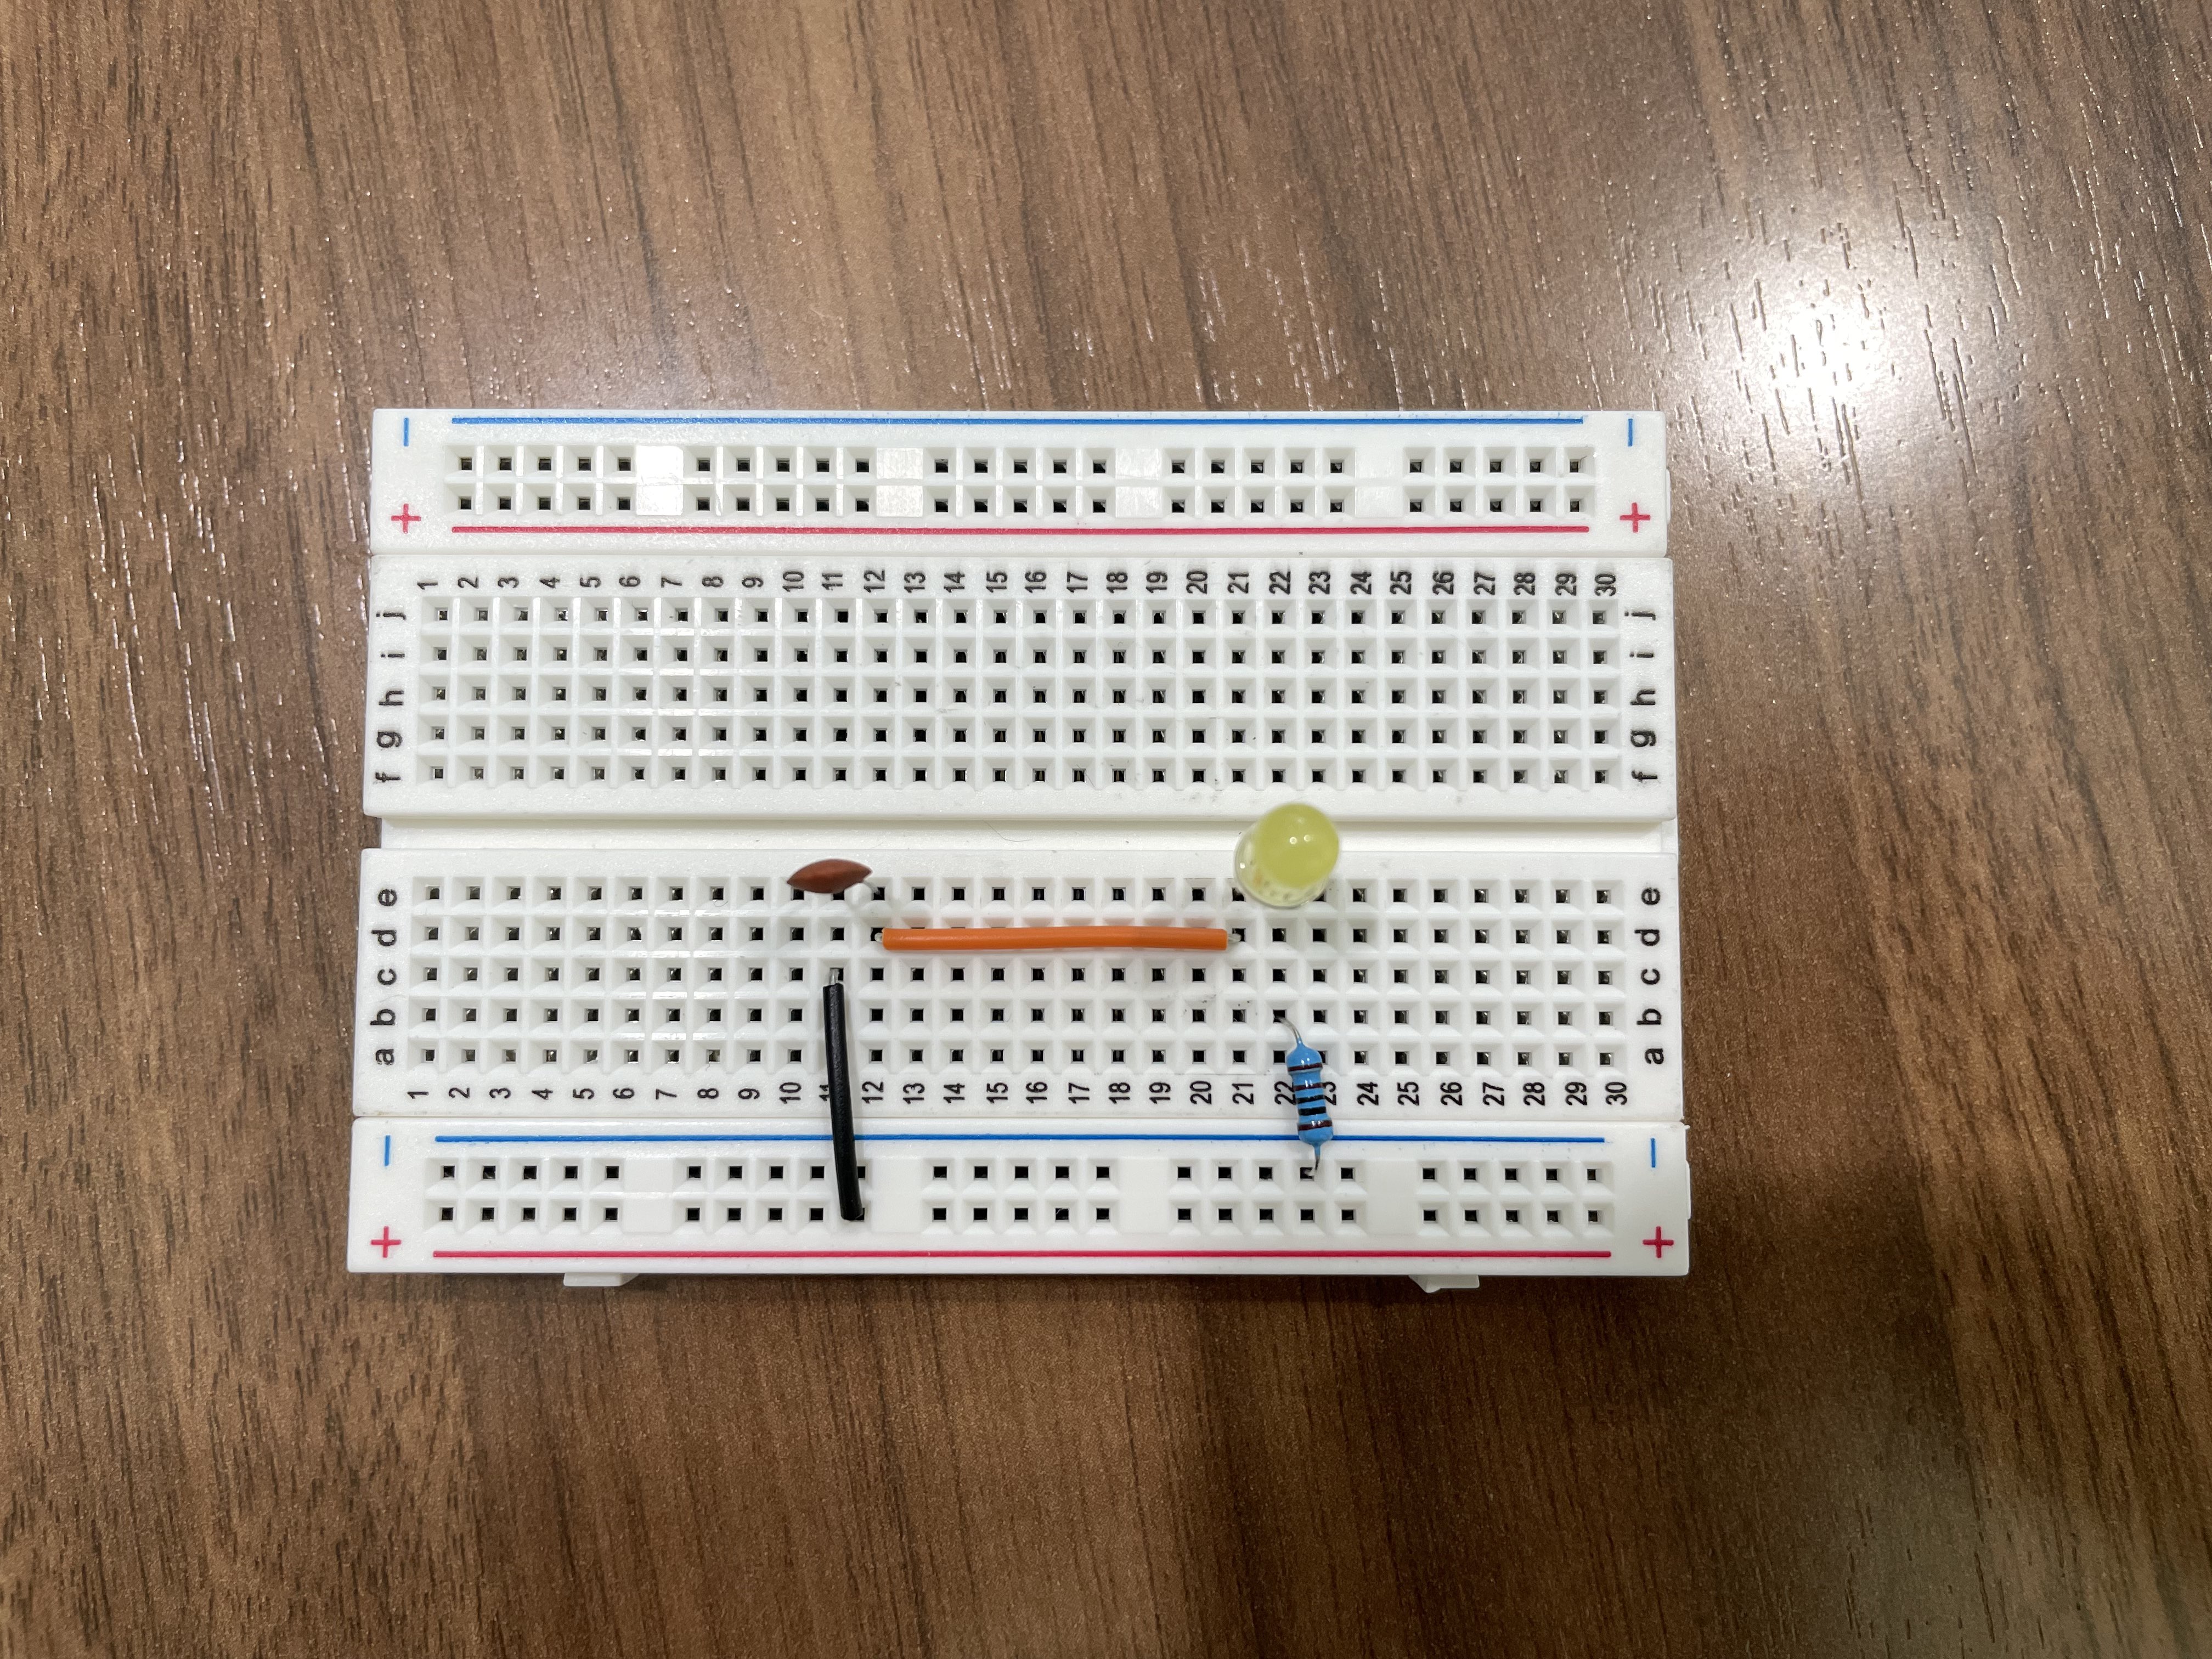 − −
+ +
1 2 3 4 5 6 7 8 9 10 11 12 13 14 15 16 17 18 19 20 21 22 23 24 25 26 27 28 29 30
j j
i i
h h
g g
f f
e e
d d
c c
b b
a a
1 2 3 4 5 6 7 8 9 10 11 12 13 14 15 16 17 18 19 20 21 22 23 24 25 26 27 28 29 30
− −
+ +